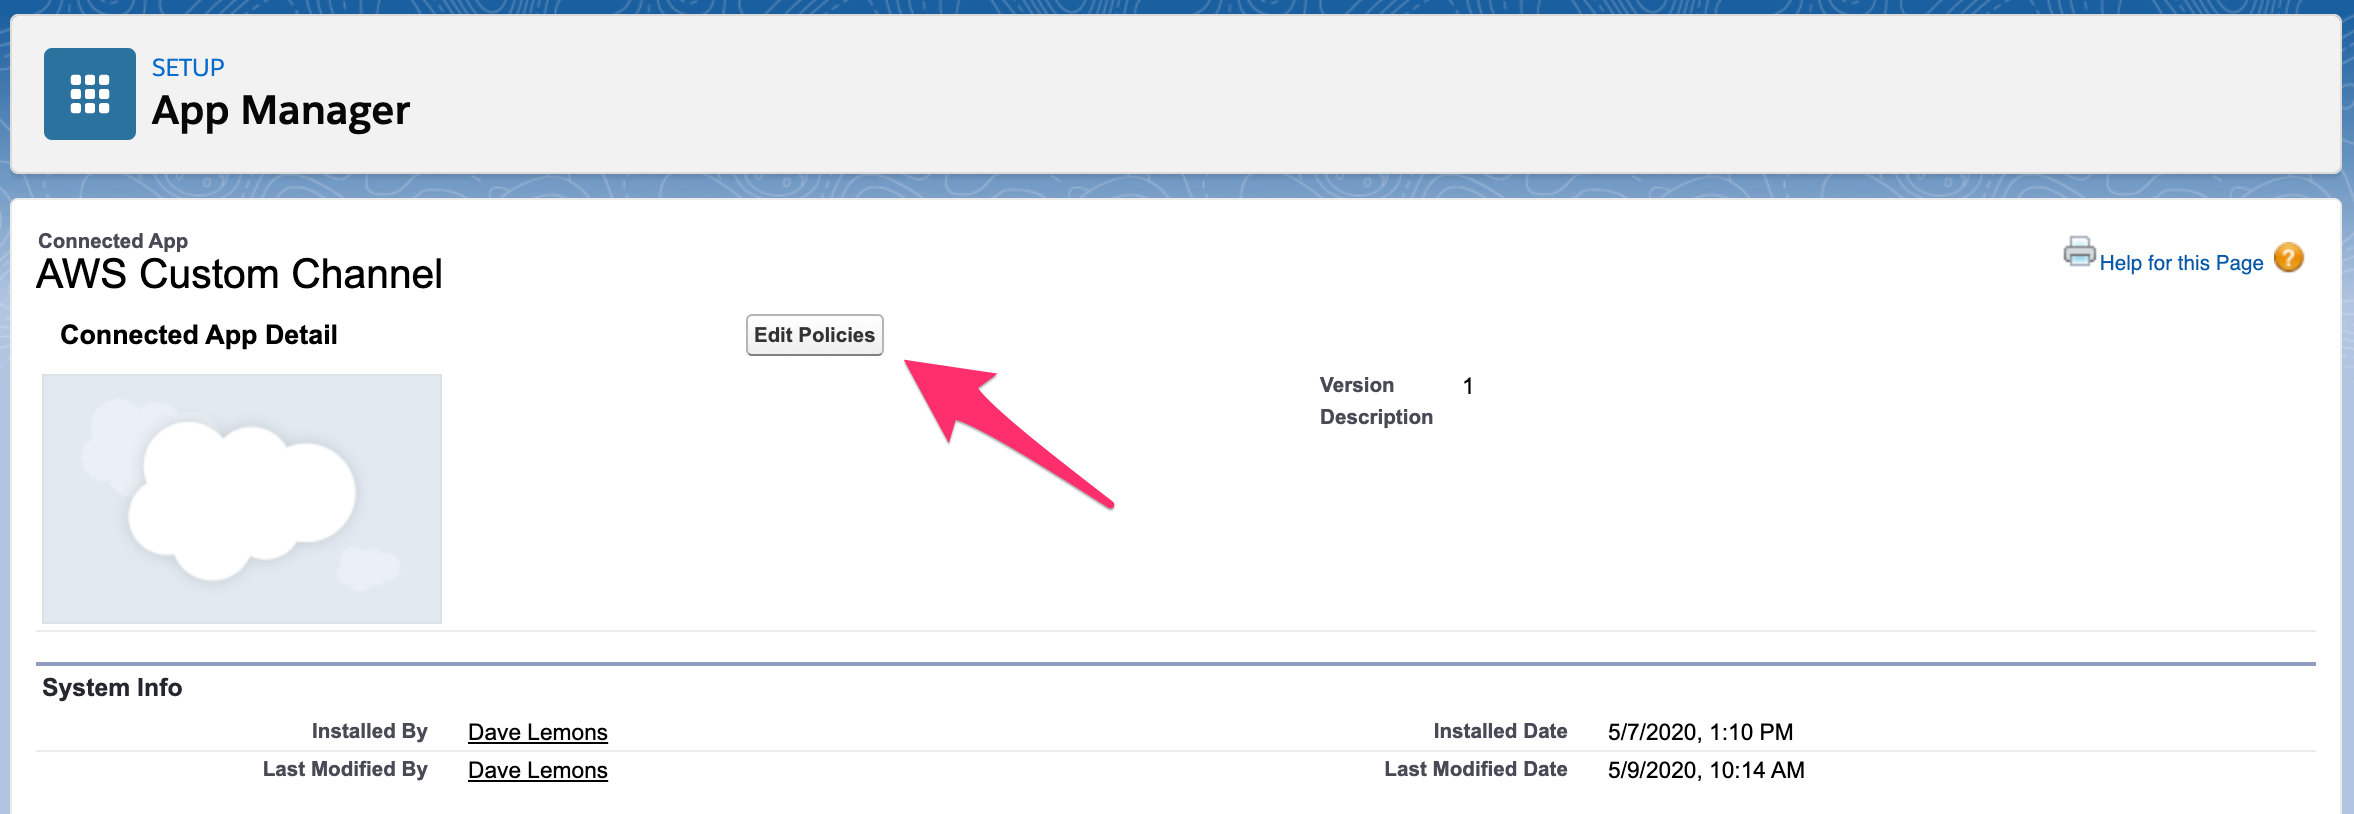 SETUP
App Manager
Connected App
AWS Custom Channel
Help for this Page ?
Connected App Detail
Edit Policies
Version 1
Description
System Info
Installed By Dave Lemons Installed Date 5/7/2020, 1:10 PM
Last Modified By Dave Lemons Last Modified Date 5/9/2020, 10:14 AM